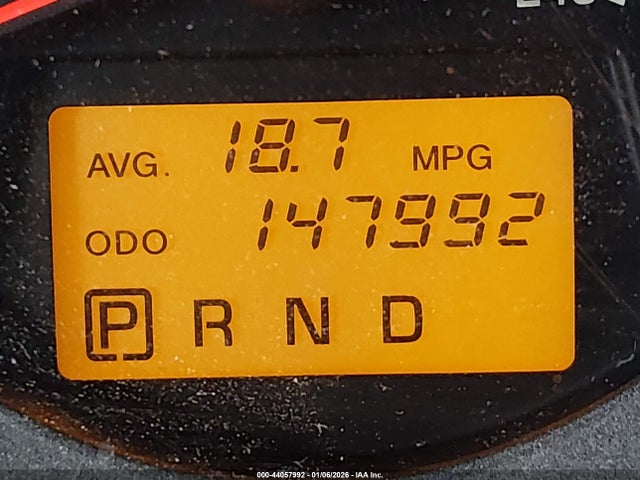 AVG. 18.7 MPG
ODO 147992
P R N D
000-44057992 - 01/06/2026 - IAA Inc.